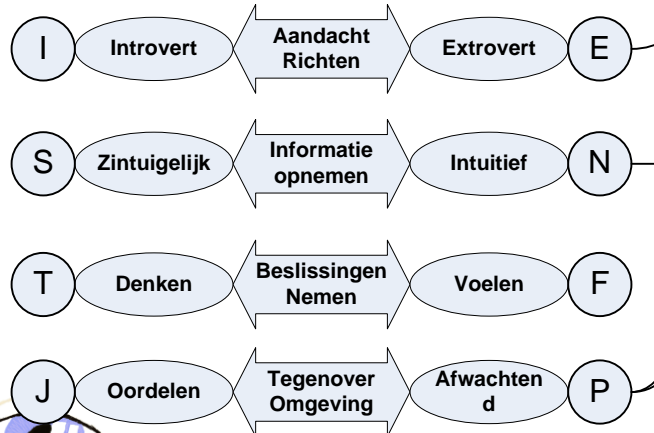 I Introvert Aandacht Richten Extrovert E
S Zintuigelijk Informatie opnemen Intuitief N
T Denken Beslissingen Nemen Voelen F
J Oordelen Tegenover Omgeving Afwachten d P